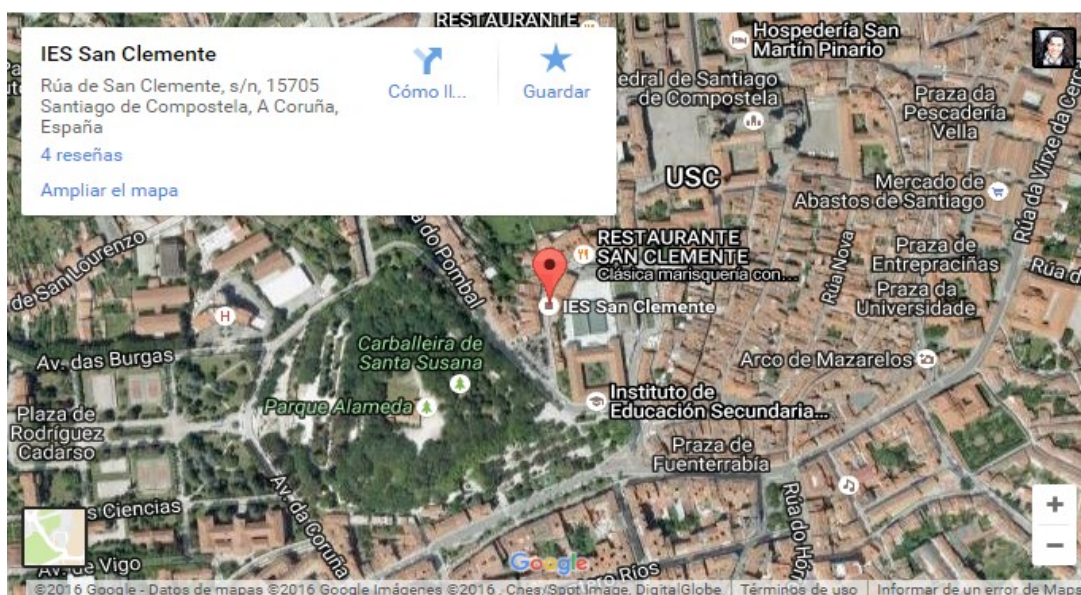 RESTAURANTE
IES San Clemente
Rúa de San Clemente, s/n, 15705
Santiago de Compostela, A Coruña,
España
4 reseñas
Ampliar el mapa
Cómo ll...
Guardar
Hospedería San
Martín Pinario
edral de Santiago
de Compostela
Praza da
Pescadería
Vella
Rúa da Virxe da Cerc
USC
Mercado de
Abastos de Santiago
de San Lourenzo
a do Pombal
RESTAURANTE
SAN CLEMENTE
Clásica marisquería con...
Rúa Nova
Praza de
Entrepraciñas
Rúa d
IES San Clemente
Praza da
Universidade
H
Av. das Burgas
Carballeira de
Santa Susana
Arco de Mazarelos
Parque Alameda
Instituto de
Educación Secundaria...
Plaza de
Rodríguez
Cadarso
Praza de
Fuenterrabía
s Ciencias
Av. da Coruña
Rúa do Hór
+
−
Av. de Vigo
Google
ro Ríos
©2016 Google - Datos de mapas ©2016 Google Imágenes ©2016 , Cnes/Spot Image, DigitalGlobe
Términos de uso
Informar de un error de Maps